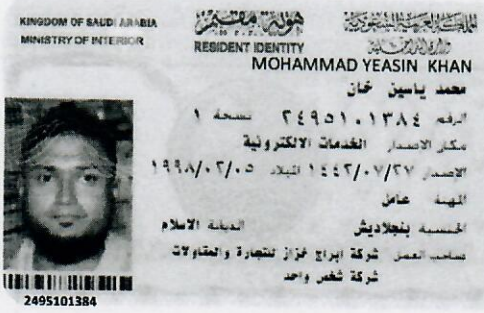 KINGDOM OF SAUDI ARABIA
MINISTRY OF INTERIOR
هوية مقيم
RESIDENT IDENTITY
المملكة العربية السعودية
وزارة الداخلية
MOHAMMAD YEASIN KHAN
محمد ياسين خان
الرقم ٢٤٩٥١٠١٣٨٤ نسخة ١
مكان الاصدار الخدمات الالكترونية
الاصدار ١٤٤٢/٠٧/٢٧ الميلاد ١٩٩٨/٠٢/٠٥
المهنة عامل
الجنسية بنجلاديش الديانة الاسلام
صاحب العمل شركة ابراج خزاز للتجارة والمقاولات
شركة شخص واحد
2495101384